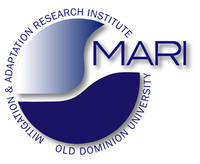 MITIGATION & ADAPTATION RESEARCH INSTITUTE
MARI
OLD DOMINION UNIVERSITY